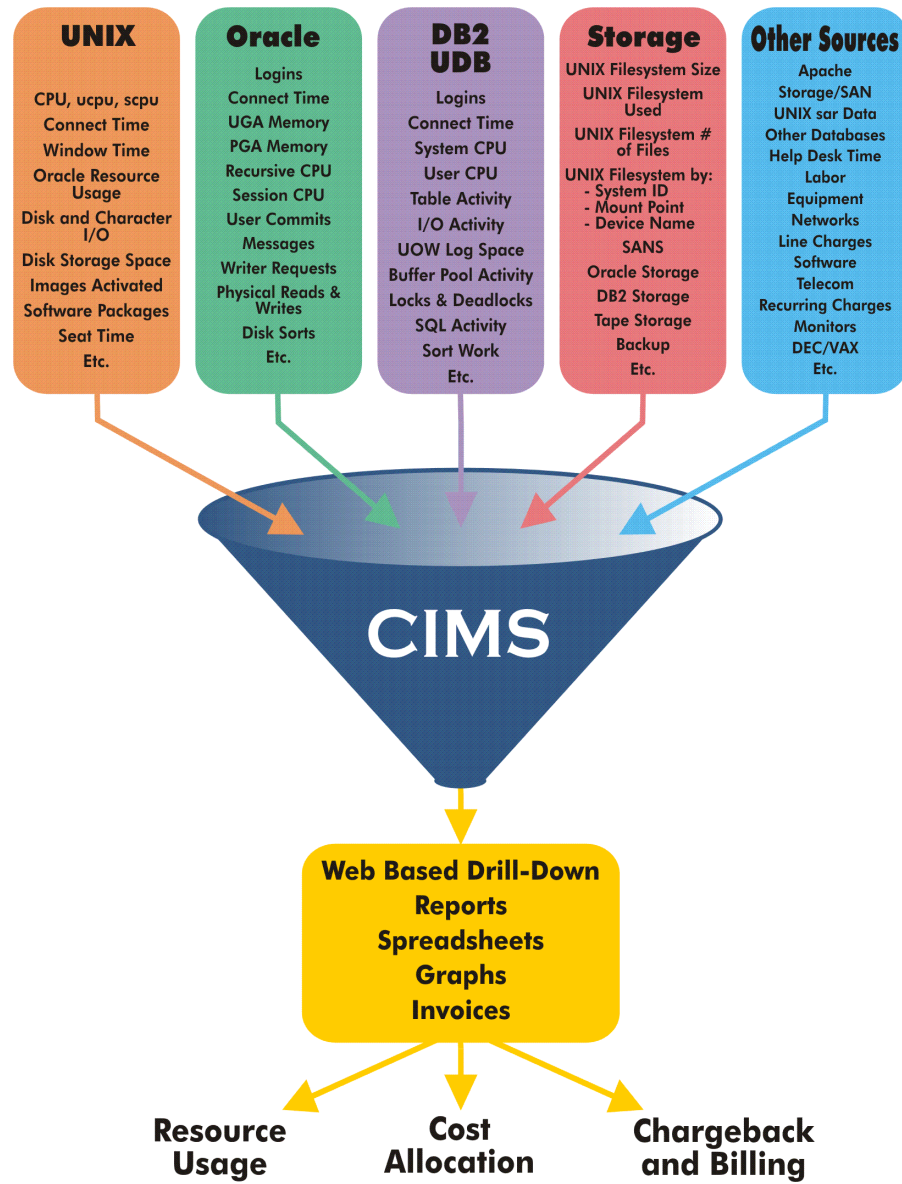 UNIX
CPU, ucpu, scpu
Connect Time
Window Time
Oracle Resource
Usage
Disk and Character
I/O
Disk Storage Space
Images Activated
Software Packages
Seat Time
Etc.
Oracle
Logins
Connect Time
UGA Memory
PGA Memory
Recursive CPU
Session CPU
User Commits
Messages
Writer Requests
Physical Reads &
Writes
Disk Sorts
Etc.
DB2
UDB
Logins
Connect Time
System CPU
User CPU
Table Activity
I/O Activity
UOW Log Space
Buffer Pool Activity
Locks & Deadlocks
SQL Activity
Sort Work
Etc.
Storage
UNIX Filesystem Size
UNIX Filesystem
Used
UNIX Filesystem #
of Files
UNIX Filesystem by:
- System ID
- Mount Point
- Device Name
SANS
Oracle Storage
DB2 Storage
Tape Storage
Backup
Etc.
Other Sources
Apache
Storage/SAN
UNIX sar Data
Other Databases
Help Desk Time
Labor
Equipment
Networks
Line Charges
Software
Telecom
Recurring Charges
Monitors
DEC/VAX
Etc.
CIMS
Web Based Drill-Down
Reports
Spreadsheets
Graphs
Invoices
Resource
Usage
Cost
Allocation
Chargeback
and Billing